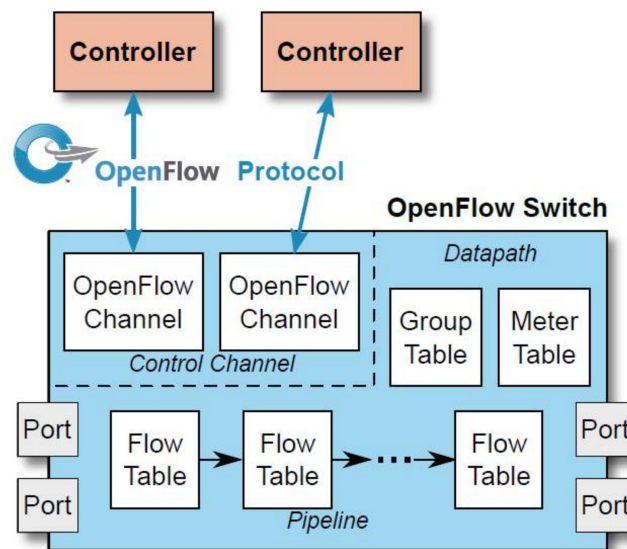 Controller
Controller
OpenFlow Protocol
™
OpenFlow Switch
OpenFlow
Channel
OpenFlow
Channel
Control Channel
Datapath
Group
Table
Meter
Table
Port
Port
Flow
Table
Flow
Table
...
Flow
Table
Pipeline
Port
Port